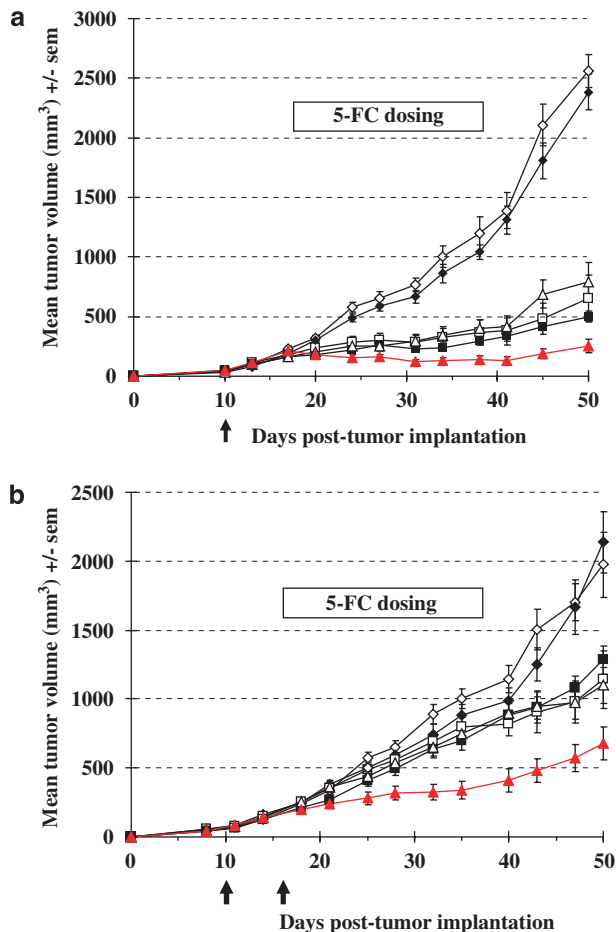 a
Mean tumor volume (mm³) +/- sem
3000
2500
2000
1500
1000
500
0
5-FC dosing
0 10 20 30 40 50
Days post-tumor implantation
b
Mean tumor volume (mm³) +/- sem
2500
2000
1500
1000
500
0
5-FC dosing
0 10 20 30 40 50
Days post-tumor implantation